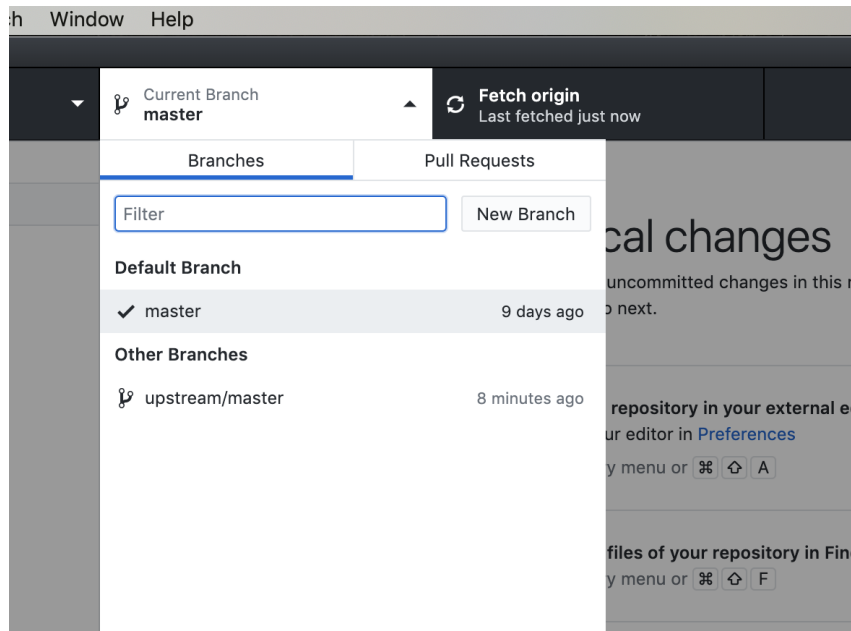 Window Help
Current Branch
master
Fetch origin
Last fetched just now
Branches
Pull Requests
Filter
New Branch
Default Branch
master
9 days ago
Other Branches
upstream/master
8 minutes ago
cal changes
uncommitted changes in this
next.
repository in your external
ur editor in Preferences
y menu or ⌘ ⇧ A
files of your repository in Fin
y menu or ⌘ ⇧ F